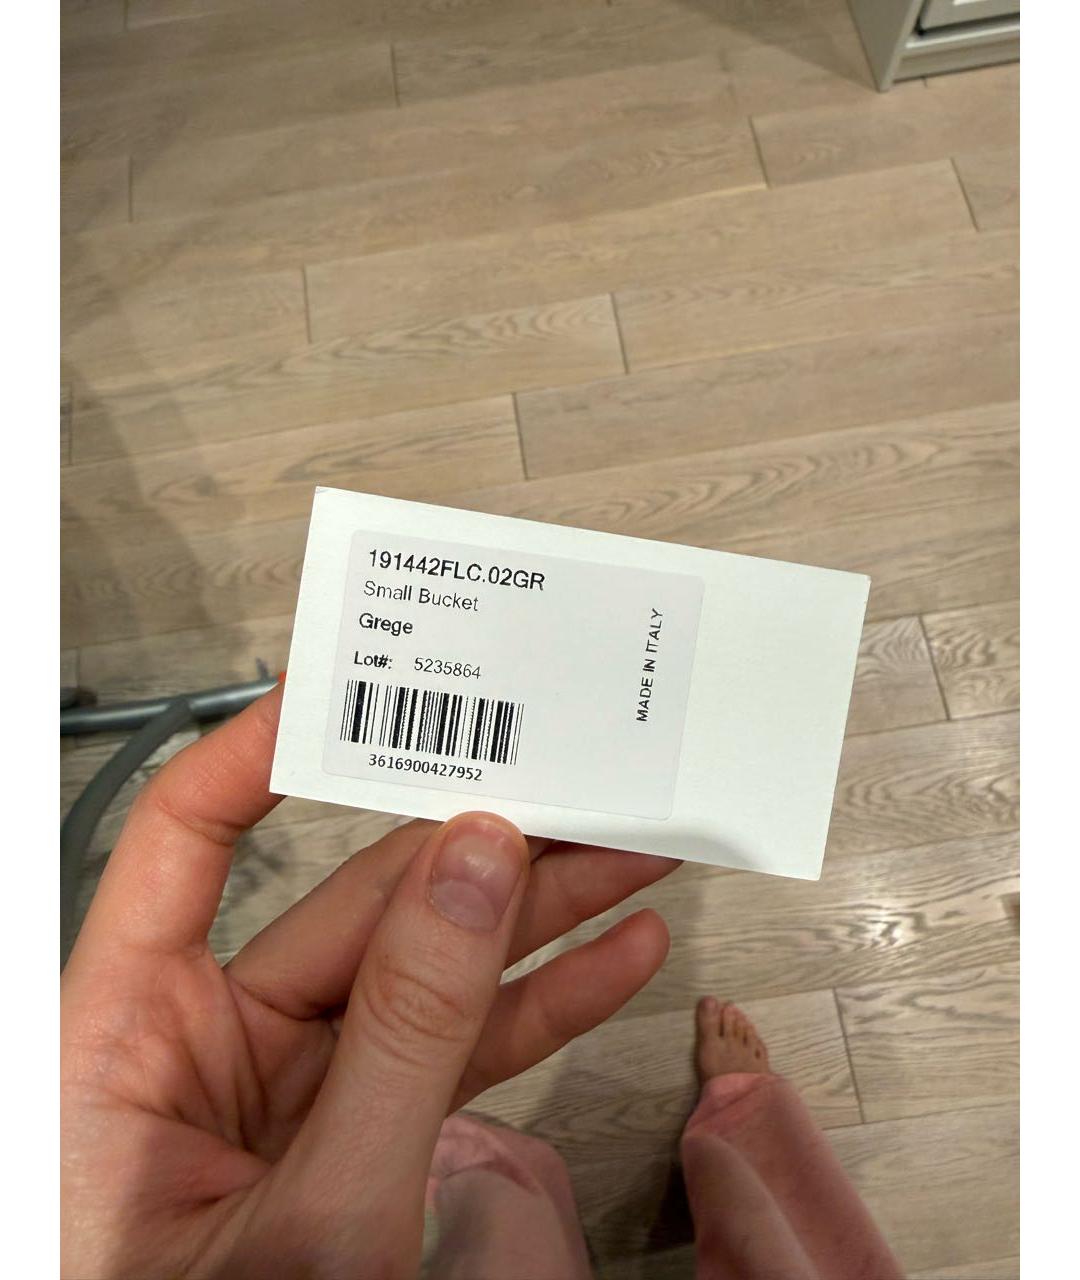 191442FLC.02GR
Small Bucket
Grege
Lot#: 5235864
3616900427952
MADE IN ITALY